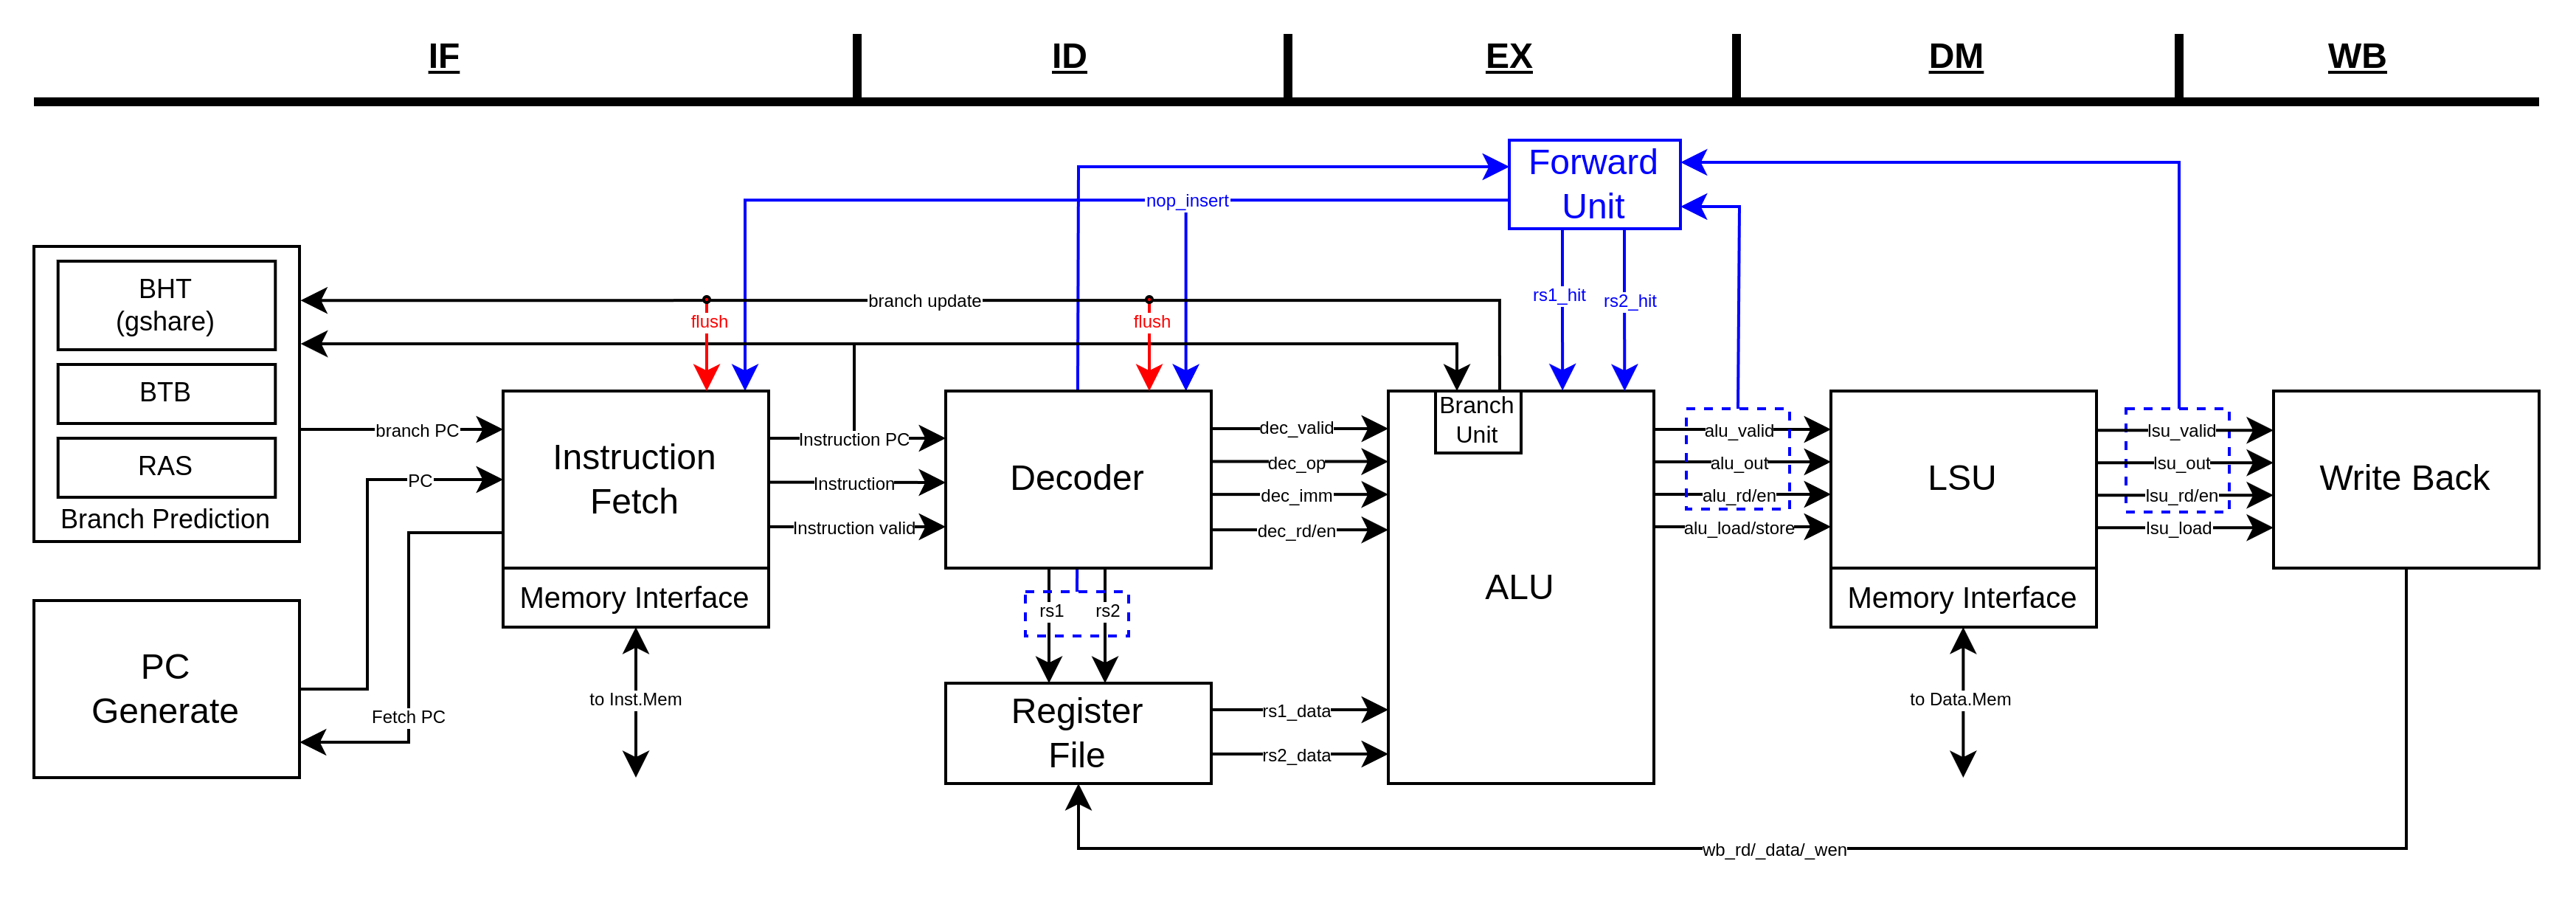 IF
ID
EX
DM
WB
Forward
Unit
nop_insert
rs1_hit
rs2_hit
branch update
flush
flush
BHT
(gshare)
BTB
RAS
Branch Prediction
branch PC
PC
Fetch PC
PC
Generate
Instruction
Fetch
Memory Interface
to Inst.Mem
Instruction PC
Instruction
Instruction valid
Decoder
rs1
rs2
Register
File
dec_valid
dec_op
dec_imm
dec_rd/en
rs1_data
rs2_data
Branch
Unit
ALU
alu_valid
alu_out
alu_rd/en
alu_load/store
LSU
Memory Interface
to Data.Mem
lsu_valid
lsu_out
lsu_rd/en
lsu_load
Write Back
wb_rd/_data/_wen